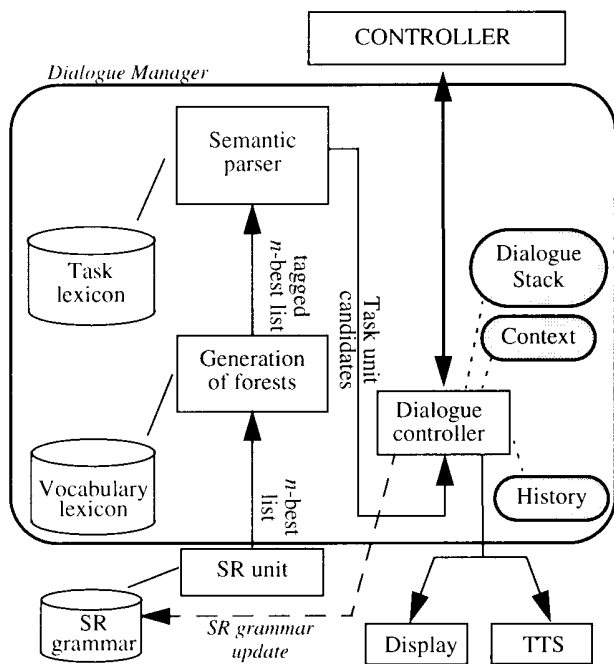 CONTROLLER
Dialogue Manager
Semantic
parser
Task
lexicon
tagged
n-best list
Task unit
candidates
Dialogue
Stack
Context
Generation
of forests
Dialogue
controller
Vocabulary
lexicon
n-best
list
History
SR unit
SR
grammar
SR grammar
update
Display
TTS